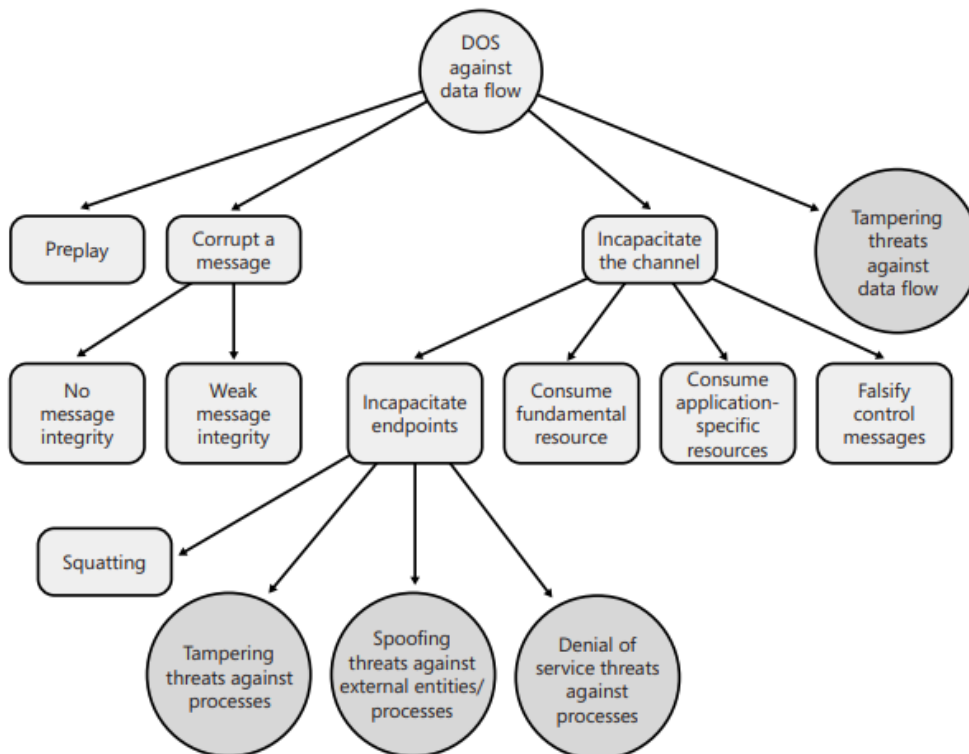 DOS
against
data flow
Preplay
Corrupt a
message
Incapacitate
the channel
Tampering
threats
against
data flow
No
message
integrity
Weak
message
integrity
Incapacitate
endpoints
Consume
fundamental
resource
Consume
application-
specific
resources
Falsify
control
messages
Squatting
Tampering
threats against
processes
Spoofing
threats against
external entities/
processes
Denial of
service threats
against
processes